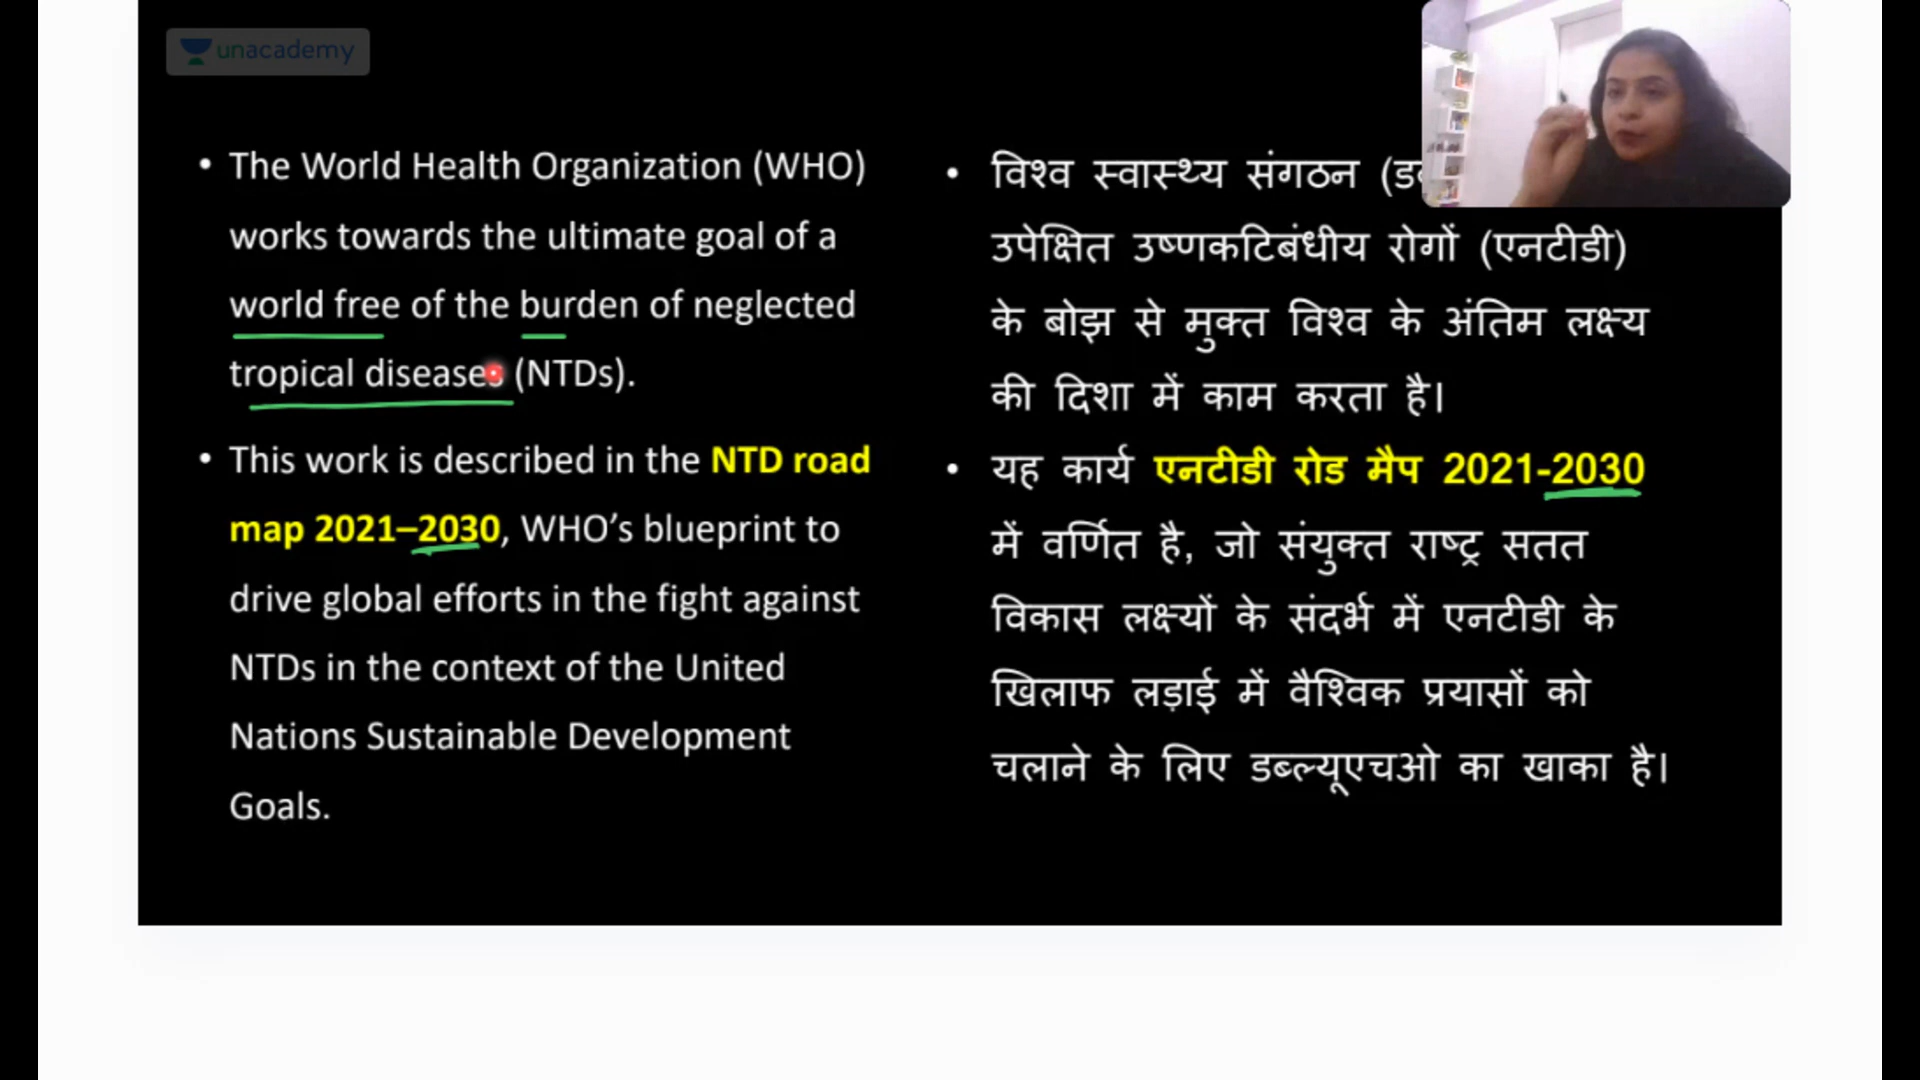 unacademy
• The World Health Organization (WHO)
works towards the ultimate goal of a
world free of the burden of neglected
tropical diseases (NTDs).
• This work is described in the NTD road
map 2021–2030, WHO’s blueprint to
drive global efforts in the fight against
NTDs in the context of the United
Nations Sustainable Development
Goals.
• विश्व स्वास्थ्य संगठन
उपेक्षित उष्णकटिबंधीय रोगों (एनटीडी)
के बोझ से मुक्त विश्व के अंतिम लक्ष्य
की दिशा में काम करता है।
• यह कार्य एनटीडी रोड मैप 2021-2030
में वर्णित है, जो संयुक्त राष्ट्र सतत
विकास लक्ष्यों के संदर्भ में एनटीडी के
खिलाफ लड़ाई में वैश्विक प्रयासों को
चलाने के लिए डब्ल्यूएचओ का खाका है।